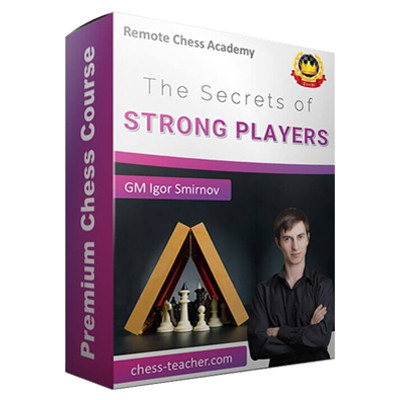 Remote Chess Academy
The Secrets of
STRONG PLAYERS
GM Igor Smirnov
chess-teacher.com
Premium Chess Course